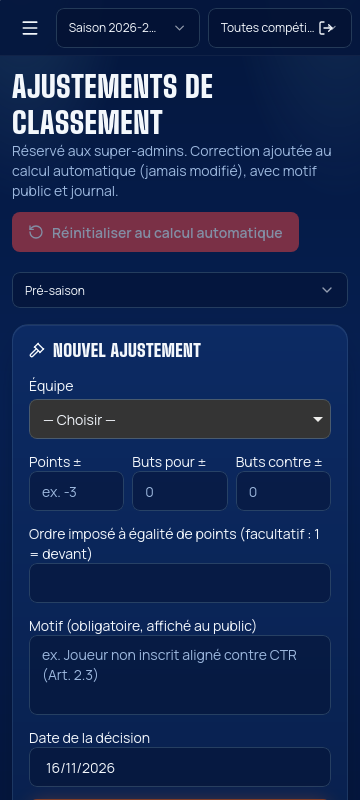 Saison 2026-2...
Toutes compéti...
AJUSTEMENTS DE
CLASSEMENT
Réservé aux super-admins. Correction ajoutée au
calcul automatique (jamais modifié), avec motif
public et journal.
Réinitialiser au calcul automatique
Pré-saison
NOUVEL AJUSTEMENT
Équipe
— Choisir —
Points ±
Buts pour ±
Buts contre ±
ex. -3
0
0
Ordre imposé à égalité de points (facultatif : 1
= devant)
Motif (obligatoire, affiché au public)
ex. Joueur non inscrit aligné contre CTR
(Art. 2.3)
Date de la décision
16/11/2026